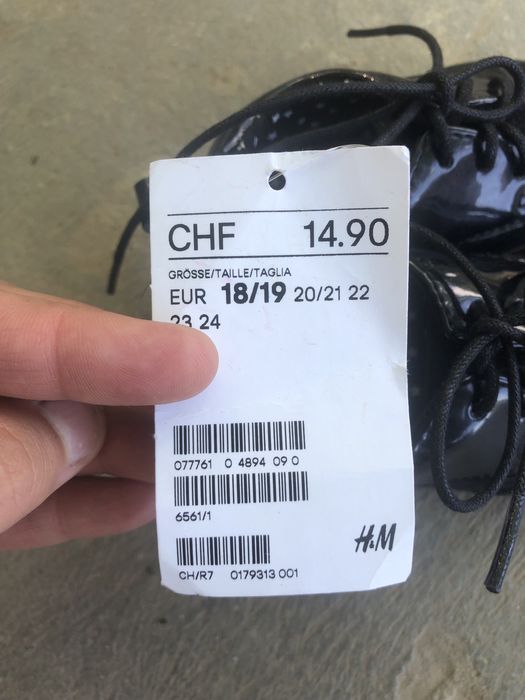 CHF 14.90
GRÖSSE/TAILLE/TAGLIA
EUR 18/19 20/21 22
23 24
077761 0 4894 09 0
6561/1
H&M
CH/R7 0179313 001